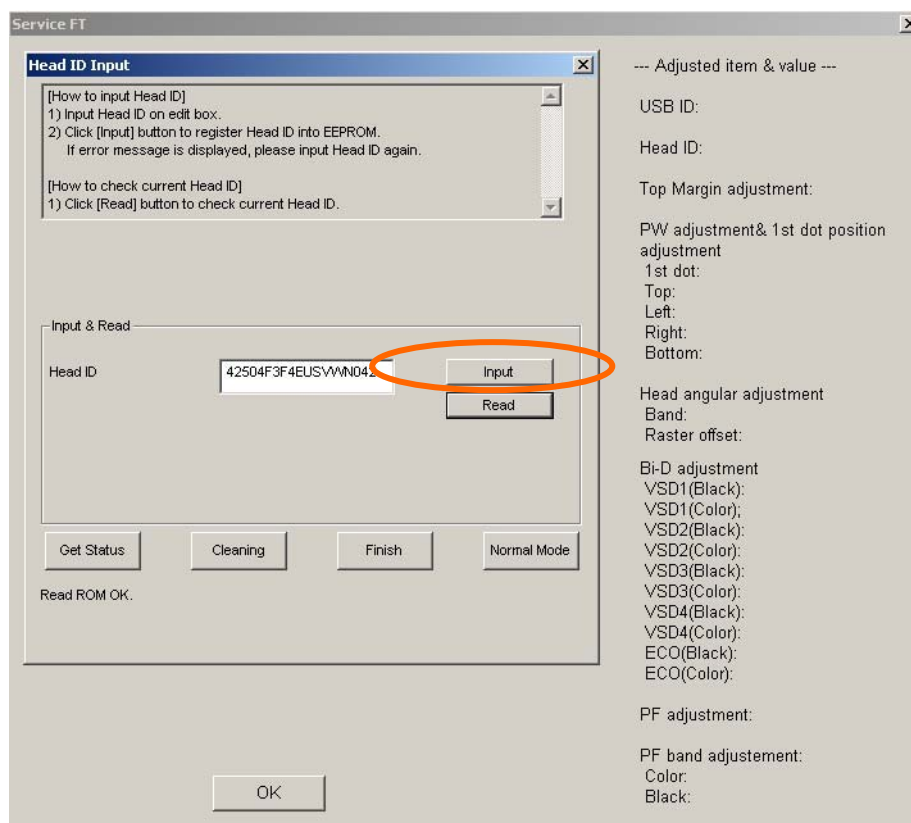 Service FT
Head ID Input
[How to input Head ID]
1) Input Head ID on edit box.
2) Click [Input] button to register Head ID into EEPROM.
If error message is displayed, please input Head ID again.
[How to check current Head ID]
1) Click [Read] button to check current Head ID.
Input & Read
Head ID
Input
Read
Get Status
Cleaning
Finish
Normal Mode
Read ROM OK.
OK
--- Adjusted item & value ---
USB ID:
Head ID:
Top Margin adjustment:
PW adjustment& 1st dot position
adjustment
1st dot:
Top:
Left:
Right:
Bottom:
Head angular adjustment
Band:
Raster offset:
Bi-D adjustment
VSD1(Black):
VSD1(Color);
VSD2(Black):
VSD2(Color):
VSD3(Black):
VSD3(Color):
VSD4(Black):
VSD4(Color):
ECO(Black):
ECO(Color):
PF adjustment:
PF band adjustement:
Color:
Black: